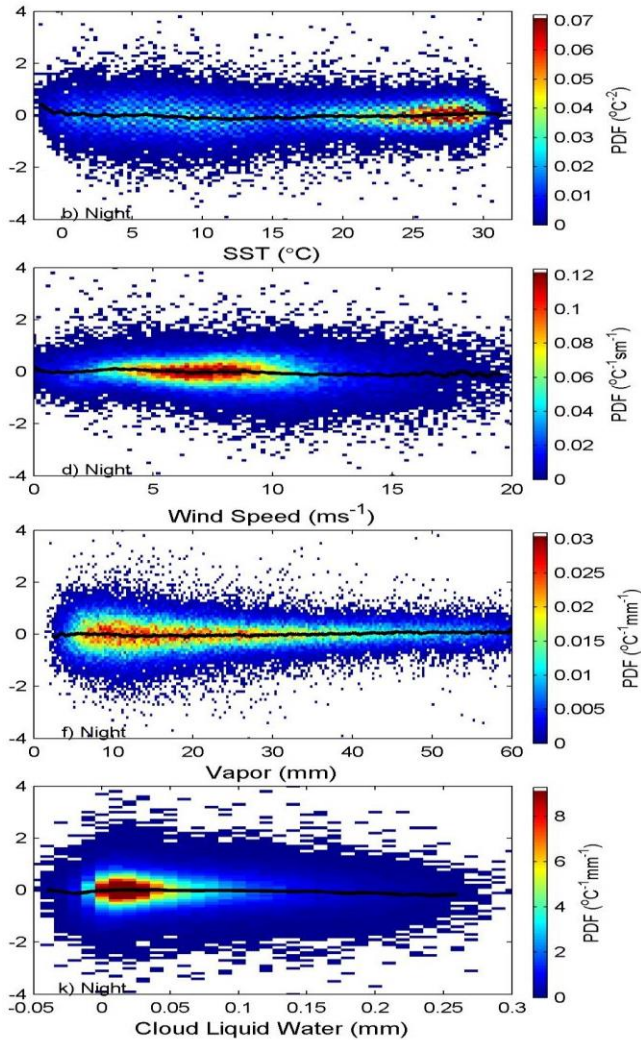 4
2
0
-2
-4
b) Night
0 5 10 15 20 25 30
SST (°C)
0.07
0.06
0.05
0.04
0.03
0.02
0.01
0
PDF (°C⁻²)
4
2
0
-2
-4
d) Night
0 5 10 15 20
Wind Speed (ms⁻¹)
0.12
0.1
0.08
0.06
0.04
0.02
0
PDF (°C⁻¹sm⁻¹)
4
2
0
-2
-4
f) Night
0 10 20 30 40 50 60
Vapor (mm)
0.03
0.025
0.02
0.015
0.01
0.005
0
PDF (°C⁻¹mm⁻¹)
4
2
0
-2
-4
k) Night
-0.05 0 0.05 0.1 0.15 0.2 0.25 0.3
Cloud Liquid Water (mm)
8
6
4
2
0
PDF (°C⁻¹mm⁻¹)